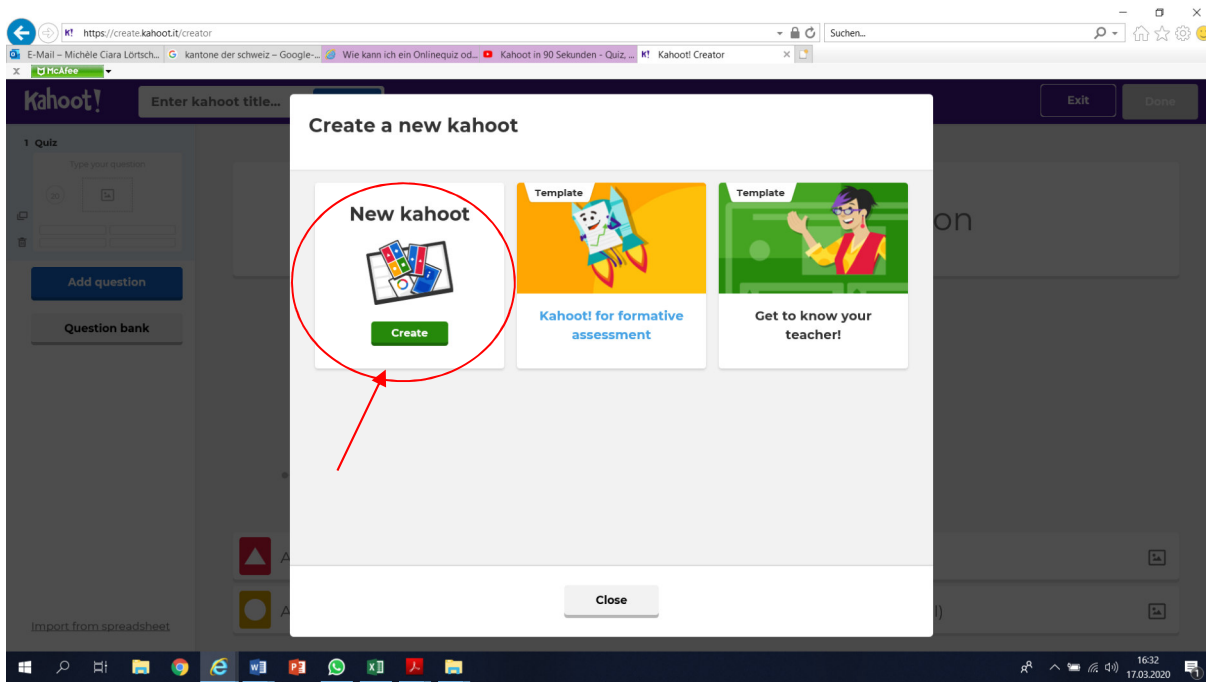 https://create.kahoot.it/creator
Suchen...
E-Mail – Michèle Ciara Lörtsch...
kantone der schweiz – Google-...
Wie kann ich ein Onlinequiz od...
Kahoot in 90 Sekunden - Quiz, ...
Kahoot! Creator
X McAfee
Kahoot!
Enter kahoot title...
Exit
Done
1 Quiz
Type your question
Add question
Question bank
Import from spreadsheet
Create a new kahoot
New kahoot
Create
Template
Kahoot! for formative
assessment
Template
Get to know your
teacher!
Close
16:32
17.03.2020